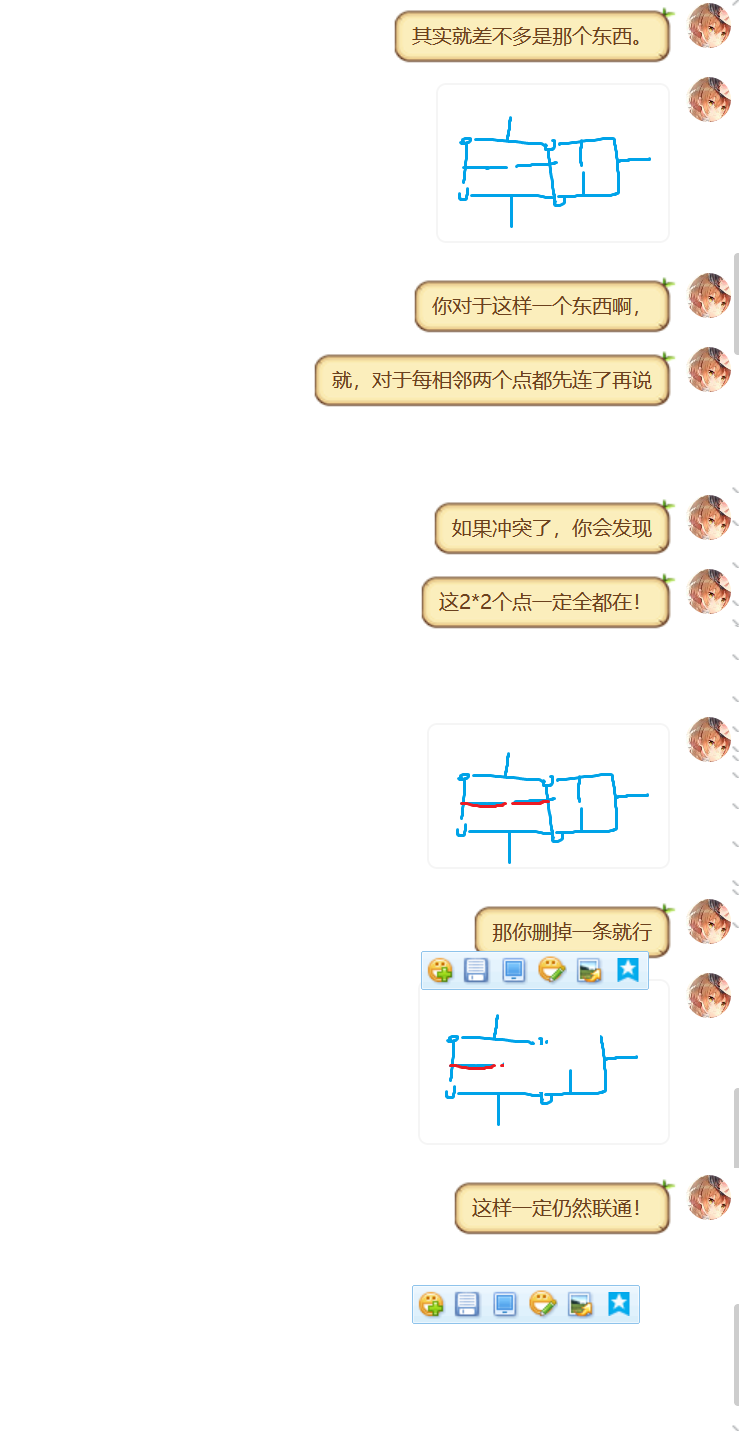 其实就差不多是那个东西。
你对于这样一个东西啊，
就，对于每相邻两个点都先连了再说
如果冲突了，你会发现
这2*2个点一定全都在！
那你删掉一条就行
这样一定仍然联通！